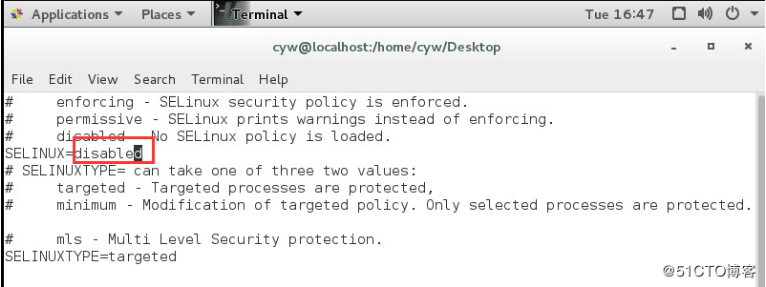 Applications Places Terminal Tue 16:47
cyw@localhost:/home/cyw/Desktop
File Edit View Search Terminal Help
# enforcing - SELinux security policy is enforced.
# permissive - SELinux prints warnings instead of enforcing.
# disabled - No SELinux policy is loaded.
SELINUX=disabled
# SELINUXTYPE= can take one of three two values:
# targeted - Targeted processes are protected,
# minimum - Modification of targeted policy. Only selected processes are protected.
# mls - Multi Level Security protection.
SELINUXTYPE=targeted
@51CTO博客